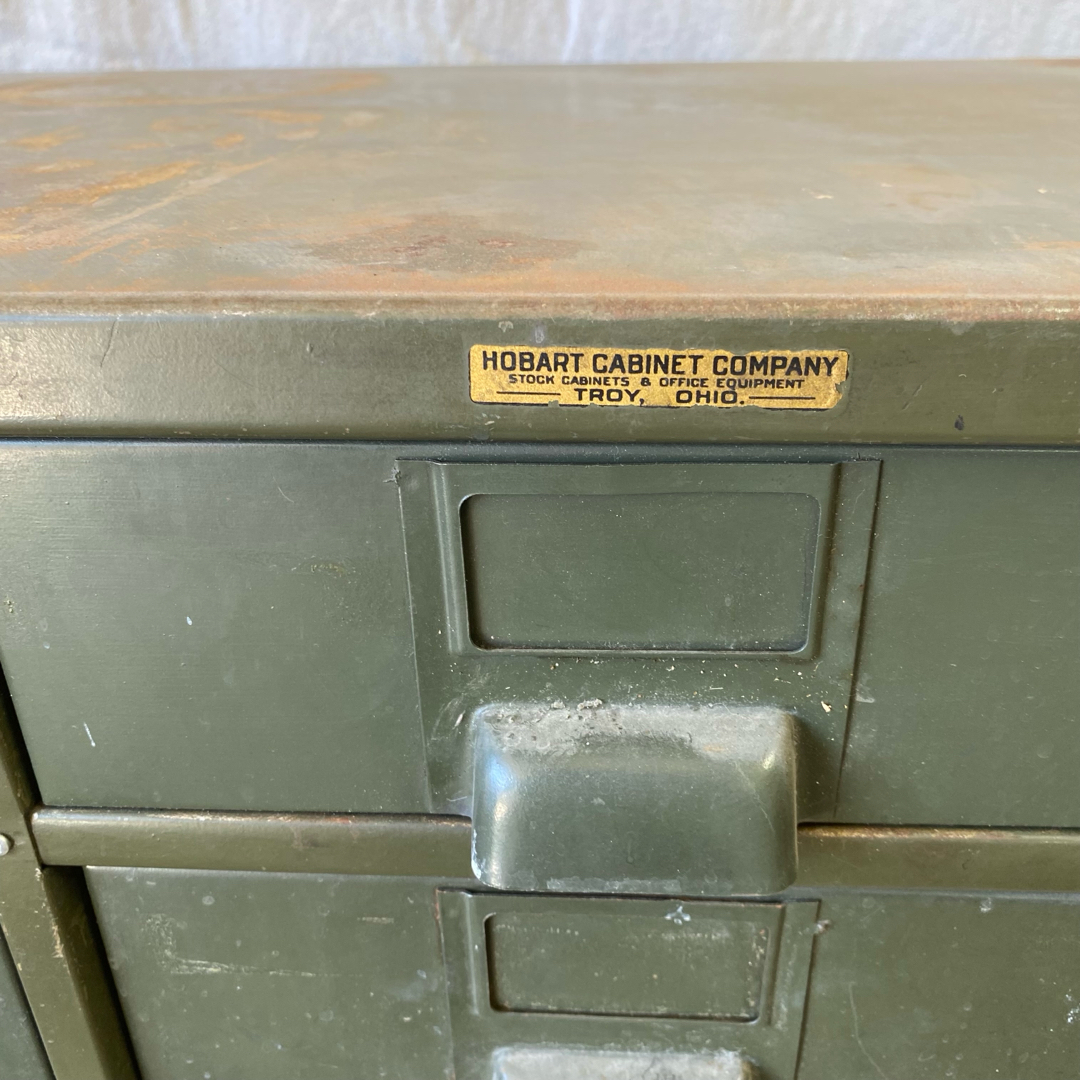 HOBART CABINET COMPANY
STOCK CABINETS & OFFICE EQUIPMENT
TROY, OHIO.